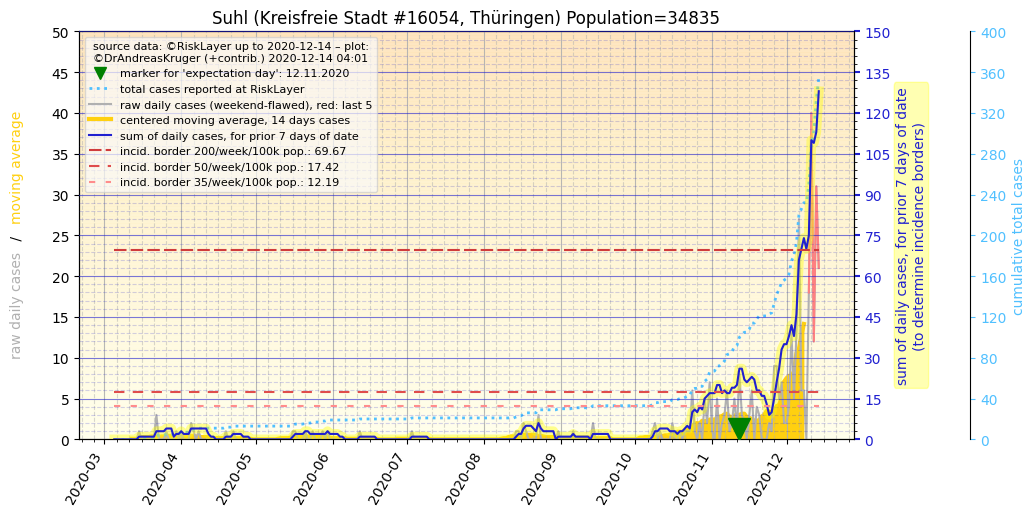 Suhl (Kreisfreie Stadt #16054, Thüringen) Population=34835
source data: ©RiskLayer up to 2020-12-14 – plot:
©DrAndreasKruger (+contrib.) 2020-12-14 04:01
marker for 'expectation day': 12.11.2020
total cases reported at RiskLayer
raw daily cases (weekend-flawed), red: last 5
centered moving average, 14 days cases
sum of daily cases, for prior 7 days of date
incid. border 200/week/100k pop.: 69.67
incid. border 50/week/100k pop.: 17.42
incid. border 35/week/100k pop.: 12.19
raw daily cases / moving average
50
45
40
35
30
25
20
15
10
5
0
2020-03
2020-04
2020-05
2020-06
2020-07
2020-08
2020-09
2020-10
2020-11
2020-12
150
135
120
105
90
75
60
45
30
15
0
sum of daily cases, for prior 7 days of date
(to determine incidence borders)
400
360
320
280
240
200
160
120
80
40
0
cumulative total cases